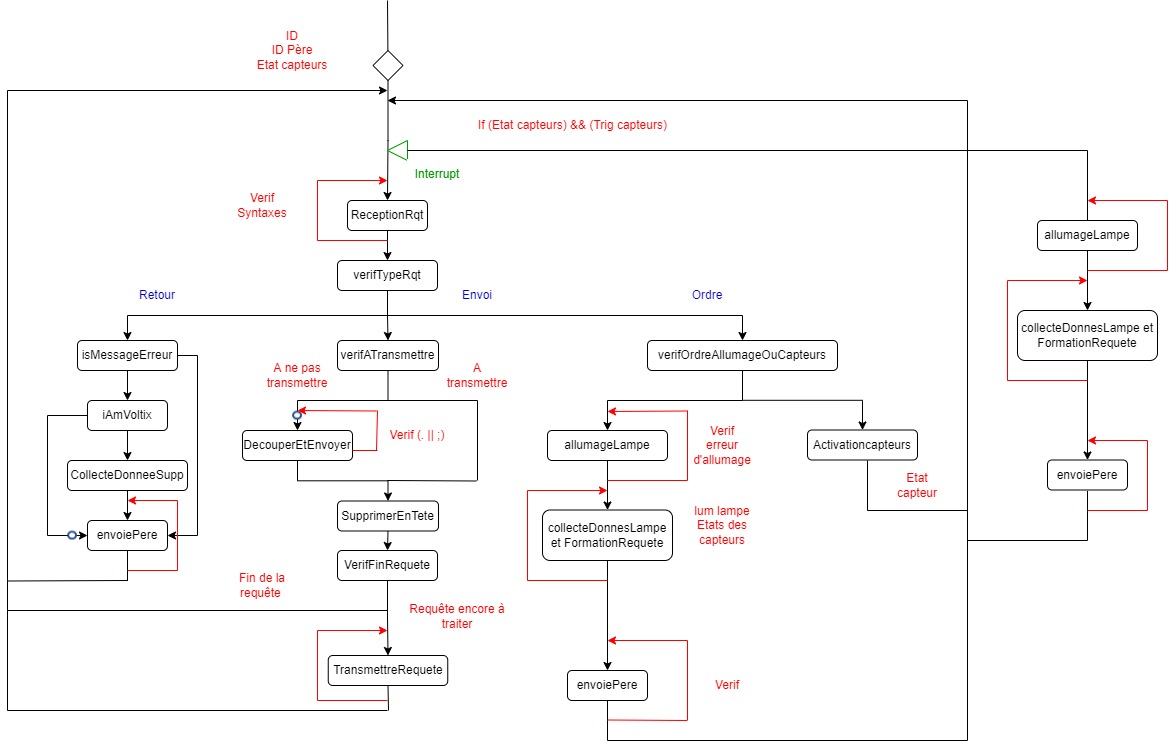 ID
ID Père
Etat capteurs
If (Etat capteurs) && (Trig capteurs)
Interrupt
Verif
Syntaxes
ReceptionRqt
allumageLampe
verifTypeRqt
Retour
Envoi
Ordre
collecteDonnesLampe et
FormationRequete
isMessageErreur
verifATransmettre
verifOrdreAllumageOuCapteurs
A ne pas
transmettre
A
transmettre
iAmVoltix
DecouperEtEnvoyer
Verif (. || ;)
allumageLampe
Verif
erreur
d'allumage
Activationcapteurs
CollecteDonneeSupp
envoiePere
Etat
capteur
SupprimerEnTete
lum lampe
Etats des
capteurs
envoiePere
collecteDonnesLampe
et FormationRequete
VerifFinRequete
Fin de la
requête
Requête encore à
traiter
TransmettreRequete
envoiePere
Verif